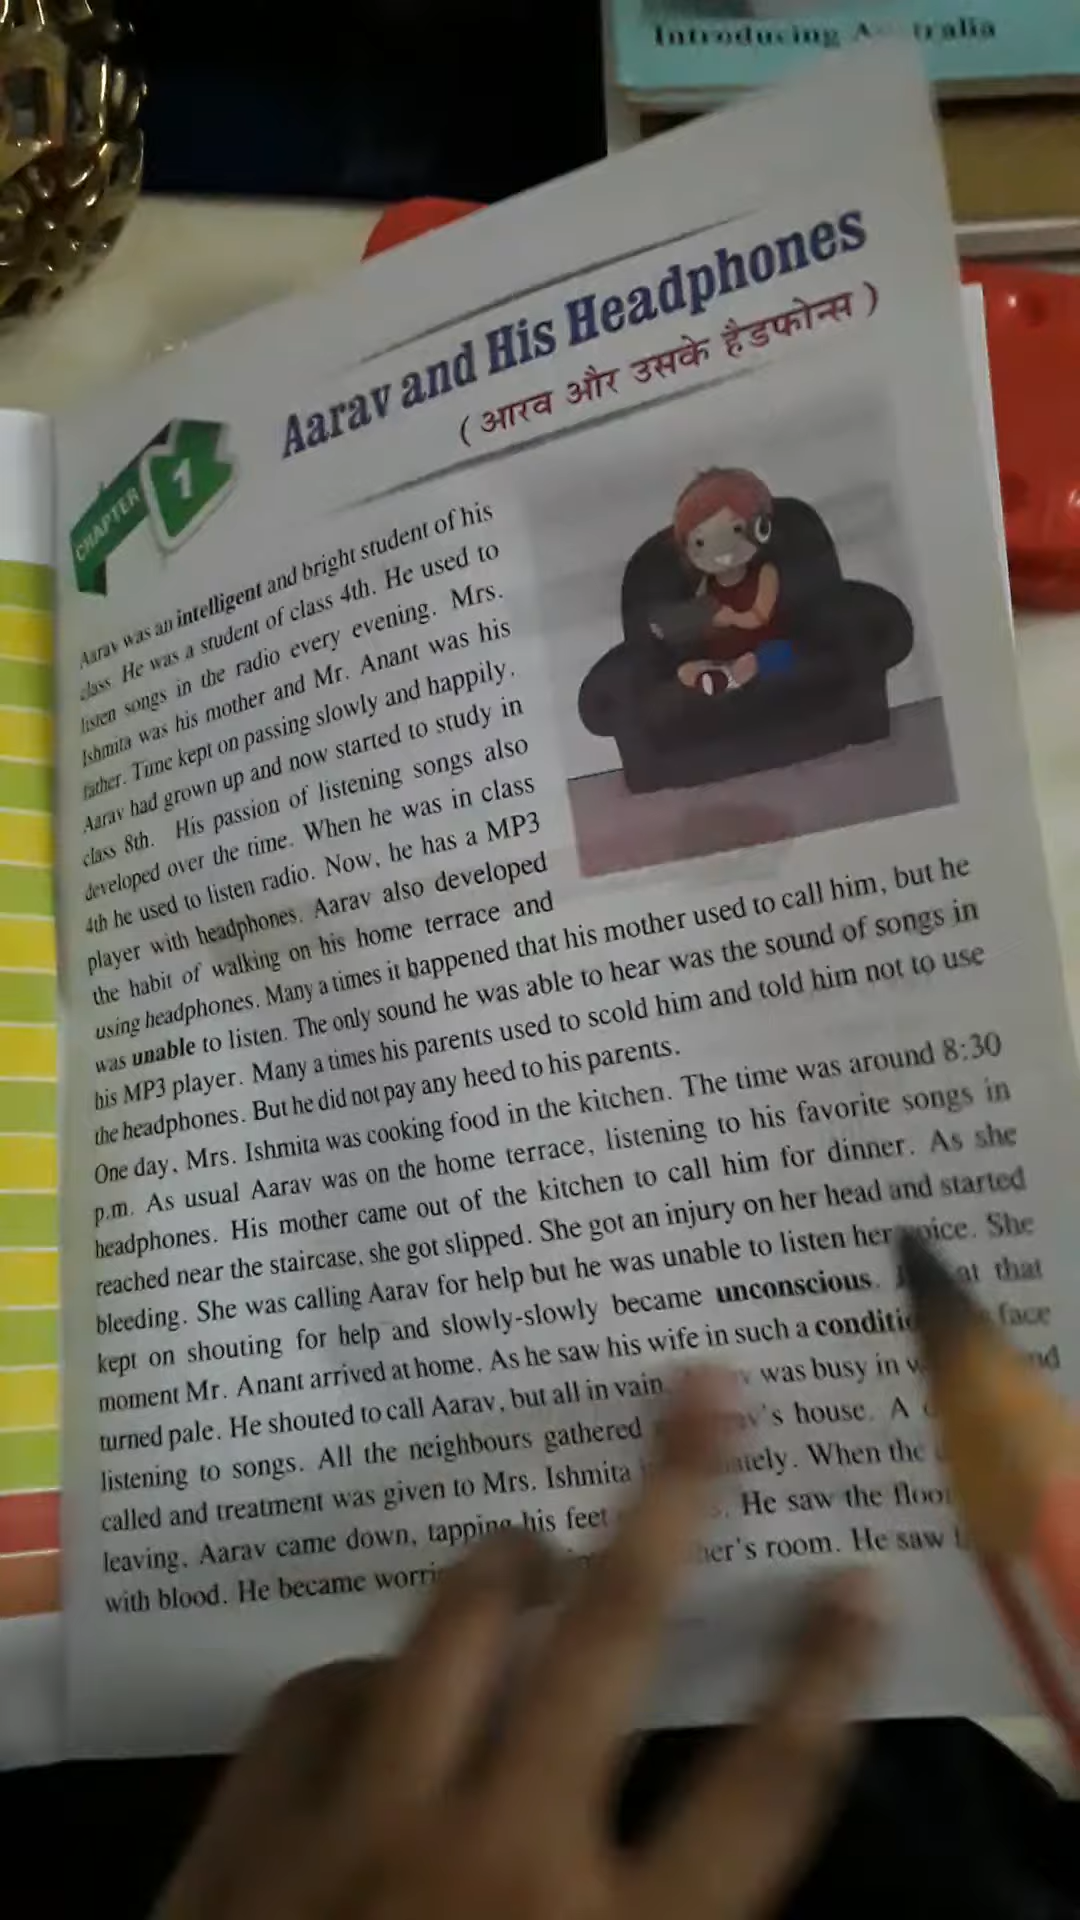 Introducing A tralia
Aarav and His Headphones
( आरव और उसके हैडफोन्स )
CHAPTER 1
Aarav was an intelligent and bright student of his
class. He was a student of class 4th. He used to
listen songs in the radio every evening. Mrs.
Ishmita was his mother and Mr. Anant was his
father. Time kept on passing slowly and happily.
Aarav had grown up and now started to study in
class 8th. His passion of listening songs also
developed over the time. When he was in class
4th he used to listen radio. Now, he has a MP3
player with headphones. Aarav also developed
the habit of walking on his home terrace and
using headphones. Many a times it happened that his mother used to call him, but he
was unable to listen. The only sound he was able to hear was the sound of songs in
his MP3 player. Many a times his parents used to scold him and told him not to use
the headphones. But he did not pay any heed to his parents.
One day, Mrs. Ishmita was cooking food in the kitchen. The time was around 8:30
p.m. As usual Aarav was on the home terrace, listening to his favorite songs in
headphones. His mother came out of the kitchen to call him for dinner. As she
reached near the staircase, she got slipped. She got an injury on her head and started
bleeding. She was calling Aarav for help but he was unable to listen her voice. She
kept on shouting for help and slowly-slowly became unconscious. at that
moment Mr. Anant arrived at home. As he saw his wife in such a face
turned pale. He shouted to call Aarav, but all in vain. was busy in
listening to songs. All the neighbours gathered house. A
called and treatment was given to Mrs. Ishmita When the
leaving, Aarav came down, tapping his feet He saw the floor
with blood. He became room. He saw